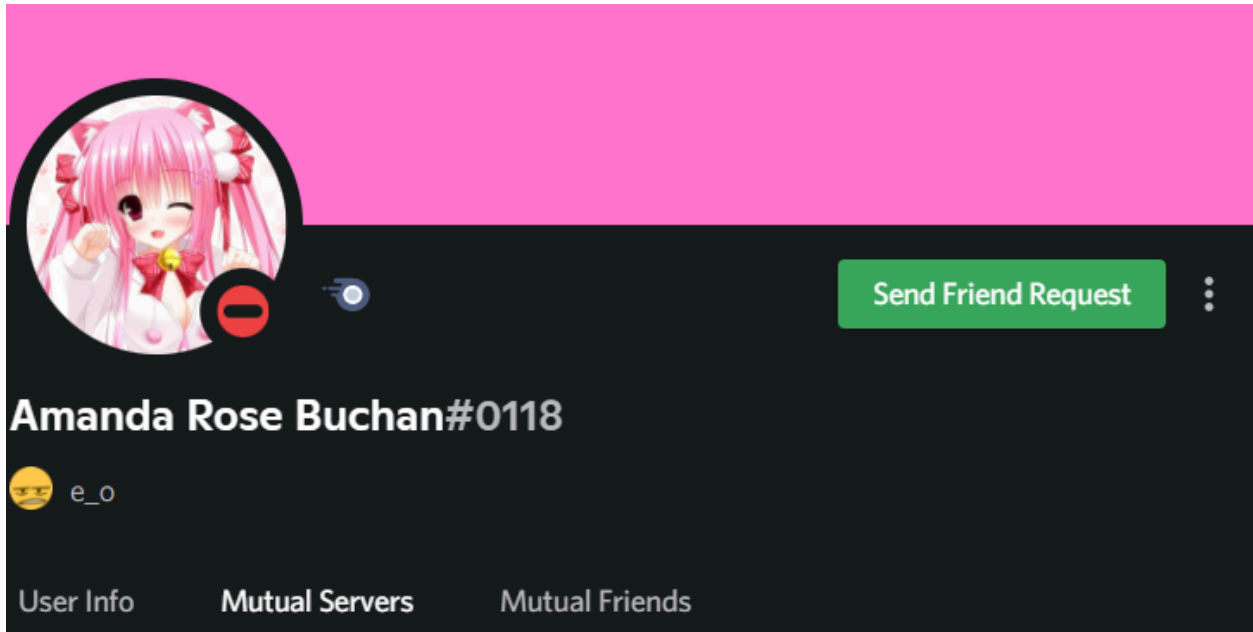 Send Friend Request
Amanda Rose Buchan#0118
e_o
User Info Mutual Servers Mutual Friends